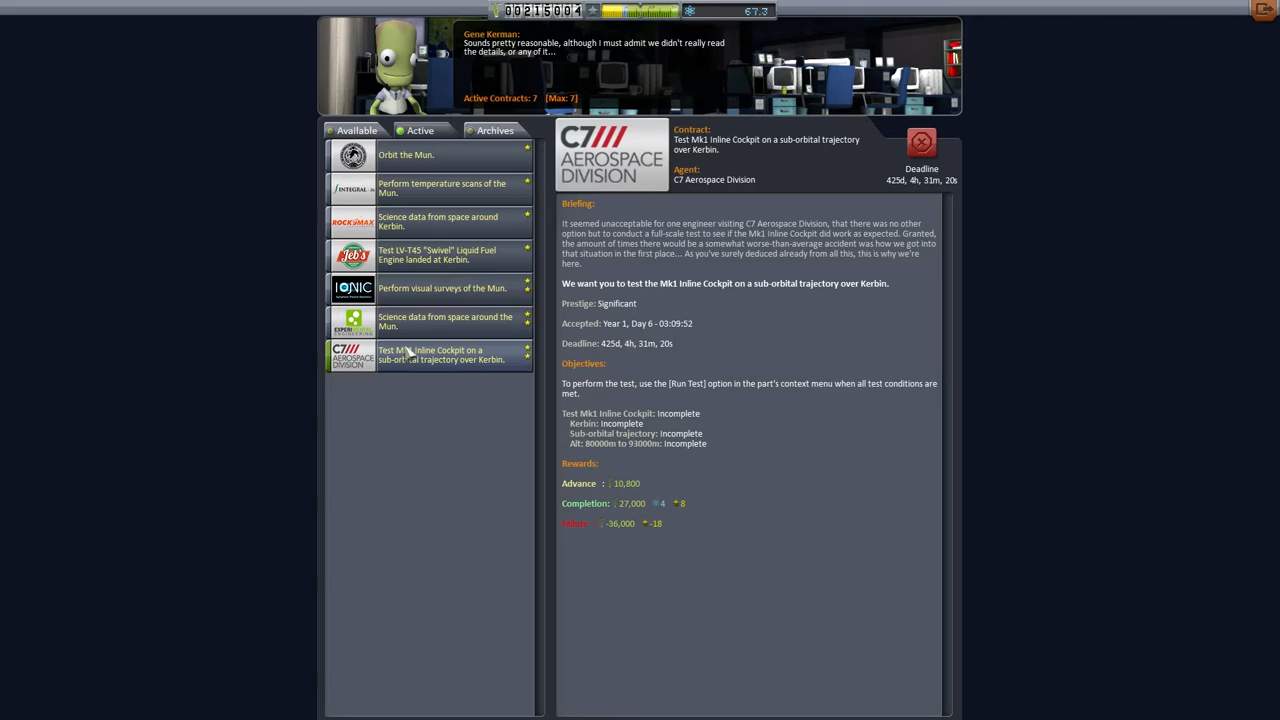 00215004
67.3
Gene Kerman:
Sounds pretty reasonable, although I must admit we didn't really read
the details, or any of it...
Active Contracts: 7 [Max: 7]
Available
Active
Archives
Orbit the Mun.
INTEGRAL
Perform temperature scans of the
Mun.
ROCKOMAX
Science data from space around
Kerbin.
Jeb's
Test LV-T45 "Swivel" Liquid Fuel
Engine landed at Kerbin.
IONIC
Perform visual surveys of the Mun.
EXPERIMENTAL
ENGINEERING
Science data from space around the
Mun.
C7///
AEROSPACE
DIVISION
Test Mk1 Inline Cockpit on a
sub-orbital trajectory over Kerbin.
C7///
AEROSPACE
DIVISION
Contract:
Test Mk1 Inline Cockpit on a sub-orbital trajectory
over Kerbin.
Agent:
C7 Aerospace Division
Deadline
425d, 4h, 31m, 20s
Briefing:
It seemed unacceptable for one engineer visiting C7 Aerospace Division, that there was no other
option but to conduct a full-scale test to see if the Mk1 Inline Cockpit did work as expected. Granted,
the amount of times there would be a somewhat worse-than-average accident was how we got into
that situation in the first place... As you've surely deduced already from all this, this is why we're
here.
We want you to test the Mk1 Inline Cockpit on a sub-orbital trajectory over Kerbin.
Prestige: Significant
Accepted: Year 1, Day 6 - 03:09:52
Deadline: 425d, 4h, 31m, 20s
Objectives:
To perform the test, use the [Run Test] option in the part's context menu when all test conditions are
met.
Test Mk1 Inline Cockpit: Incomplete
Kerbin: Incomplete
Sub-orbital trajectory: Incomplete
Alt: 80000m to 93000m: Incomplete
Rewards:
Advance : 10,800
Completion: 27,000 4 8
Failure : -36,000 -18